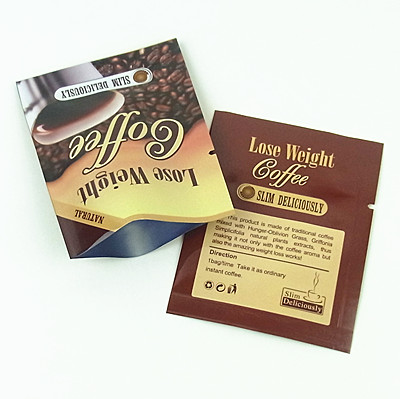 SLIM DELICIOUSLY
Coffee
Lose Weight
NATURAL
Lose Weight
Coffee
SLIM DELICIOUSLY
This product is made of traditional coffee
mixed with Hunger-Oblivion Grass, Griffonia
Simplicifolia natural plants extracts, thus
making it not only with the coffee aroma but
also the amazing weight loss works!
Direction
1bag/time Take it as ordinary
instant coffee.
Slim
Deliciously